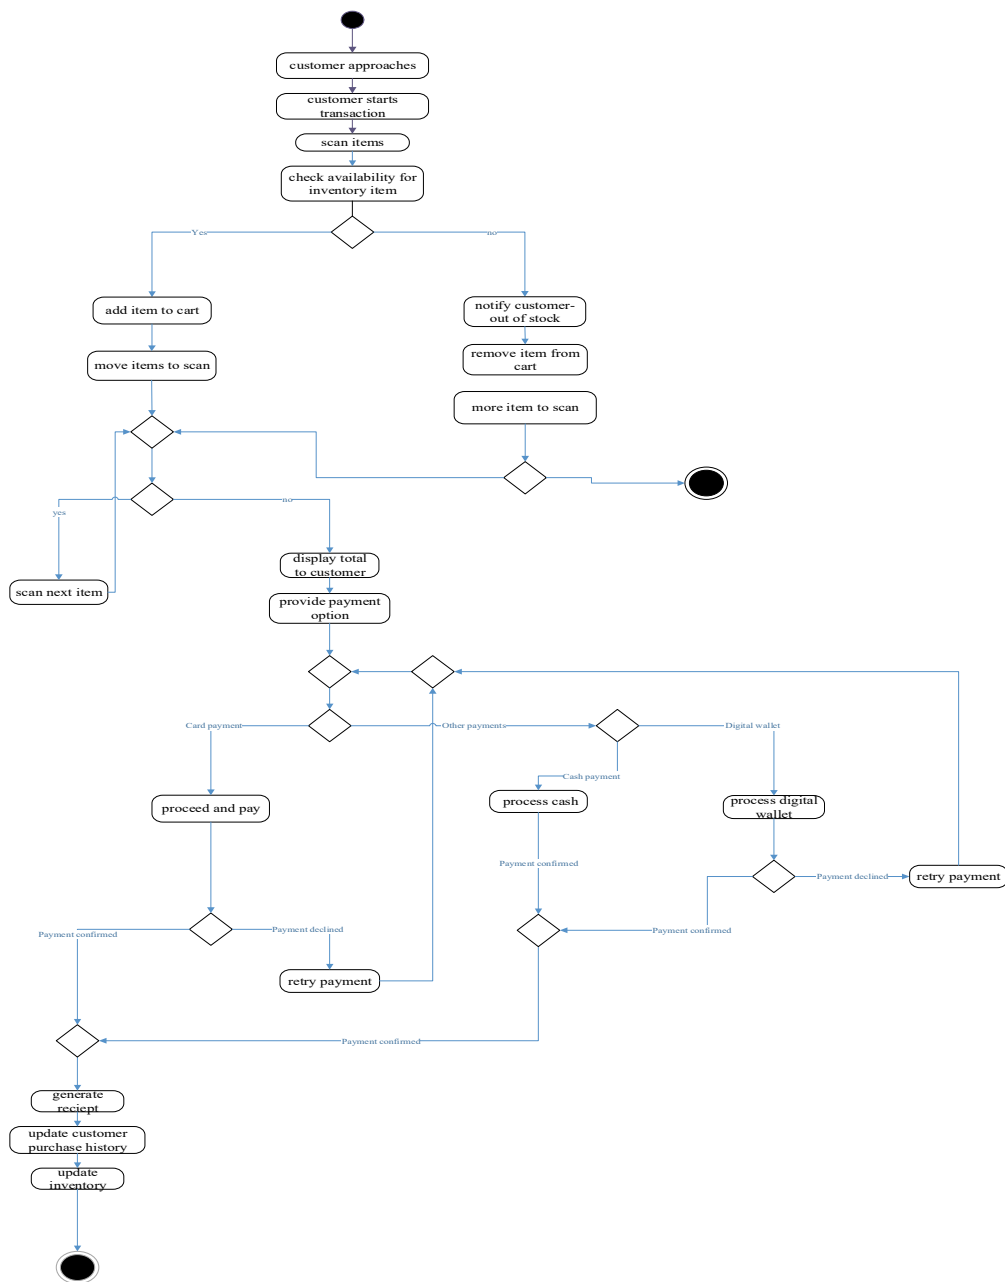 customer approaches
customer starts
transaction
scan items
check availability for
inventory item
Yes
no
add item to cart
notify customer-
out of stock
move items to scan
remove item from
cart
more item to scan
yes
no
display total
to customer
scan next item
provide payment
option
Card payment
Other payments
Digital wallet
Cash payment
proceed and pay
process cash
process digital
wallet
Payment confirmed
Payment declined
retry payment
Payment confirmed
Payment declined
Payment confirmed
retry payment
Payment confirmed
generate
reciept
update customer
purchase history
update
inventory